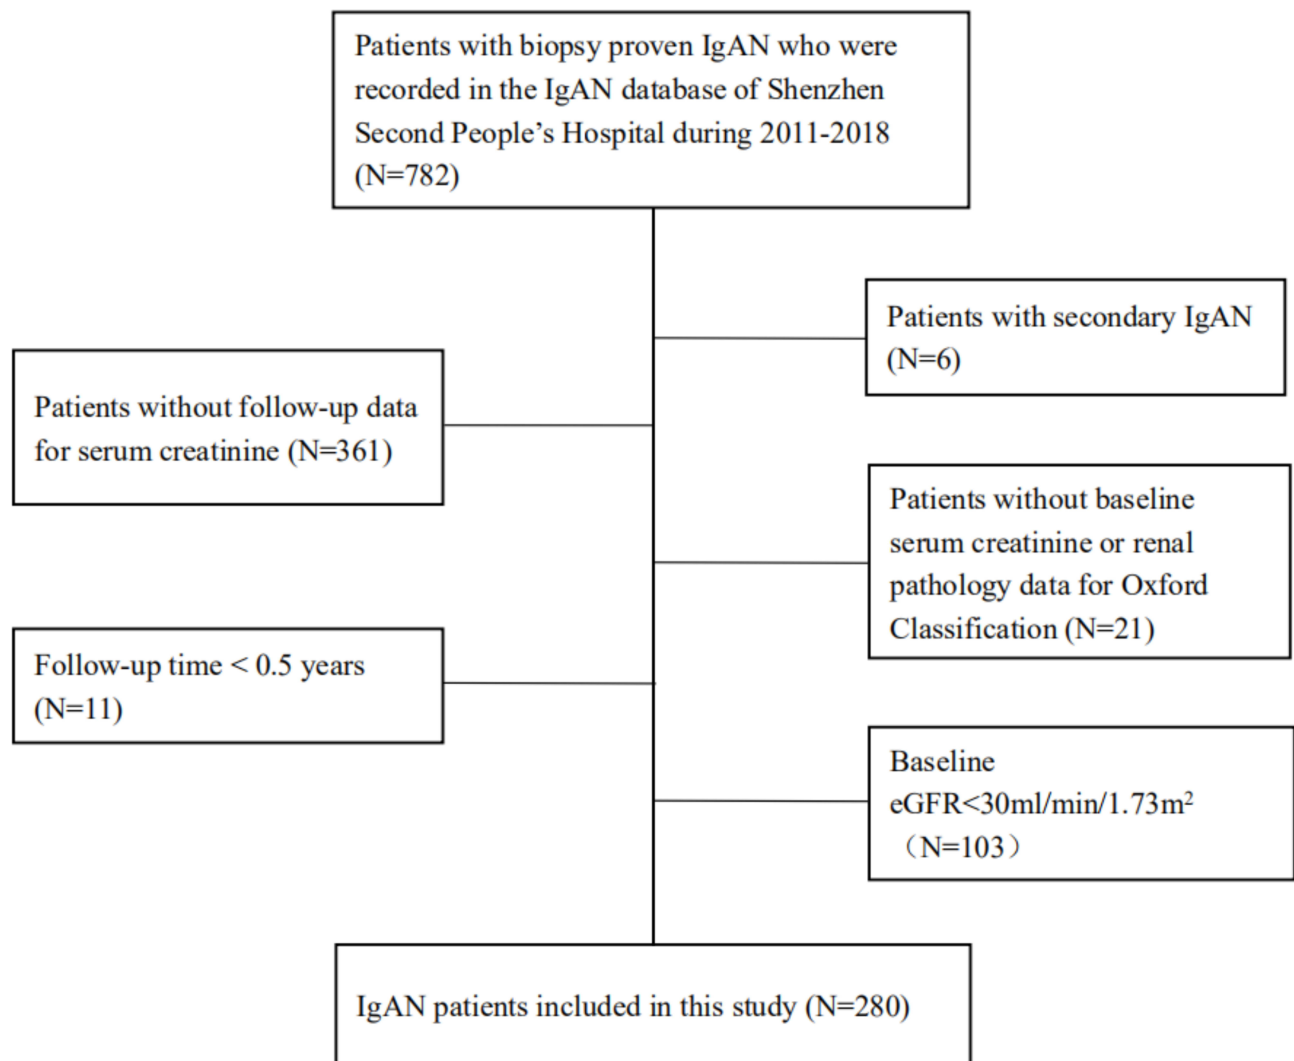 Patients with biopsy proven IgAN who were
recorded in the IgAN database of Shenzhen
Second People’s Hospital during 2011-2018
(N=782)
Patients with secondary IgAN
(N=6)
Patients without follow-up data
for serum creatinine (N=361)
Patients without baseline
serum creatinine or renal
pathology data for Oxford
Classification (N=21)
Follow-up time < 0.5 years
(N=11)
Baseline
eGFR<30ml/min/1.73m²
（N=103）
IgAN patients included in this study (N=280)